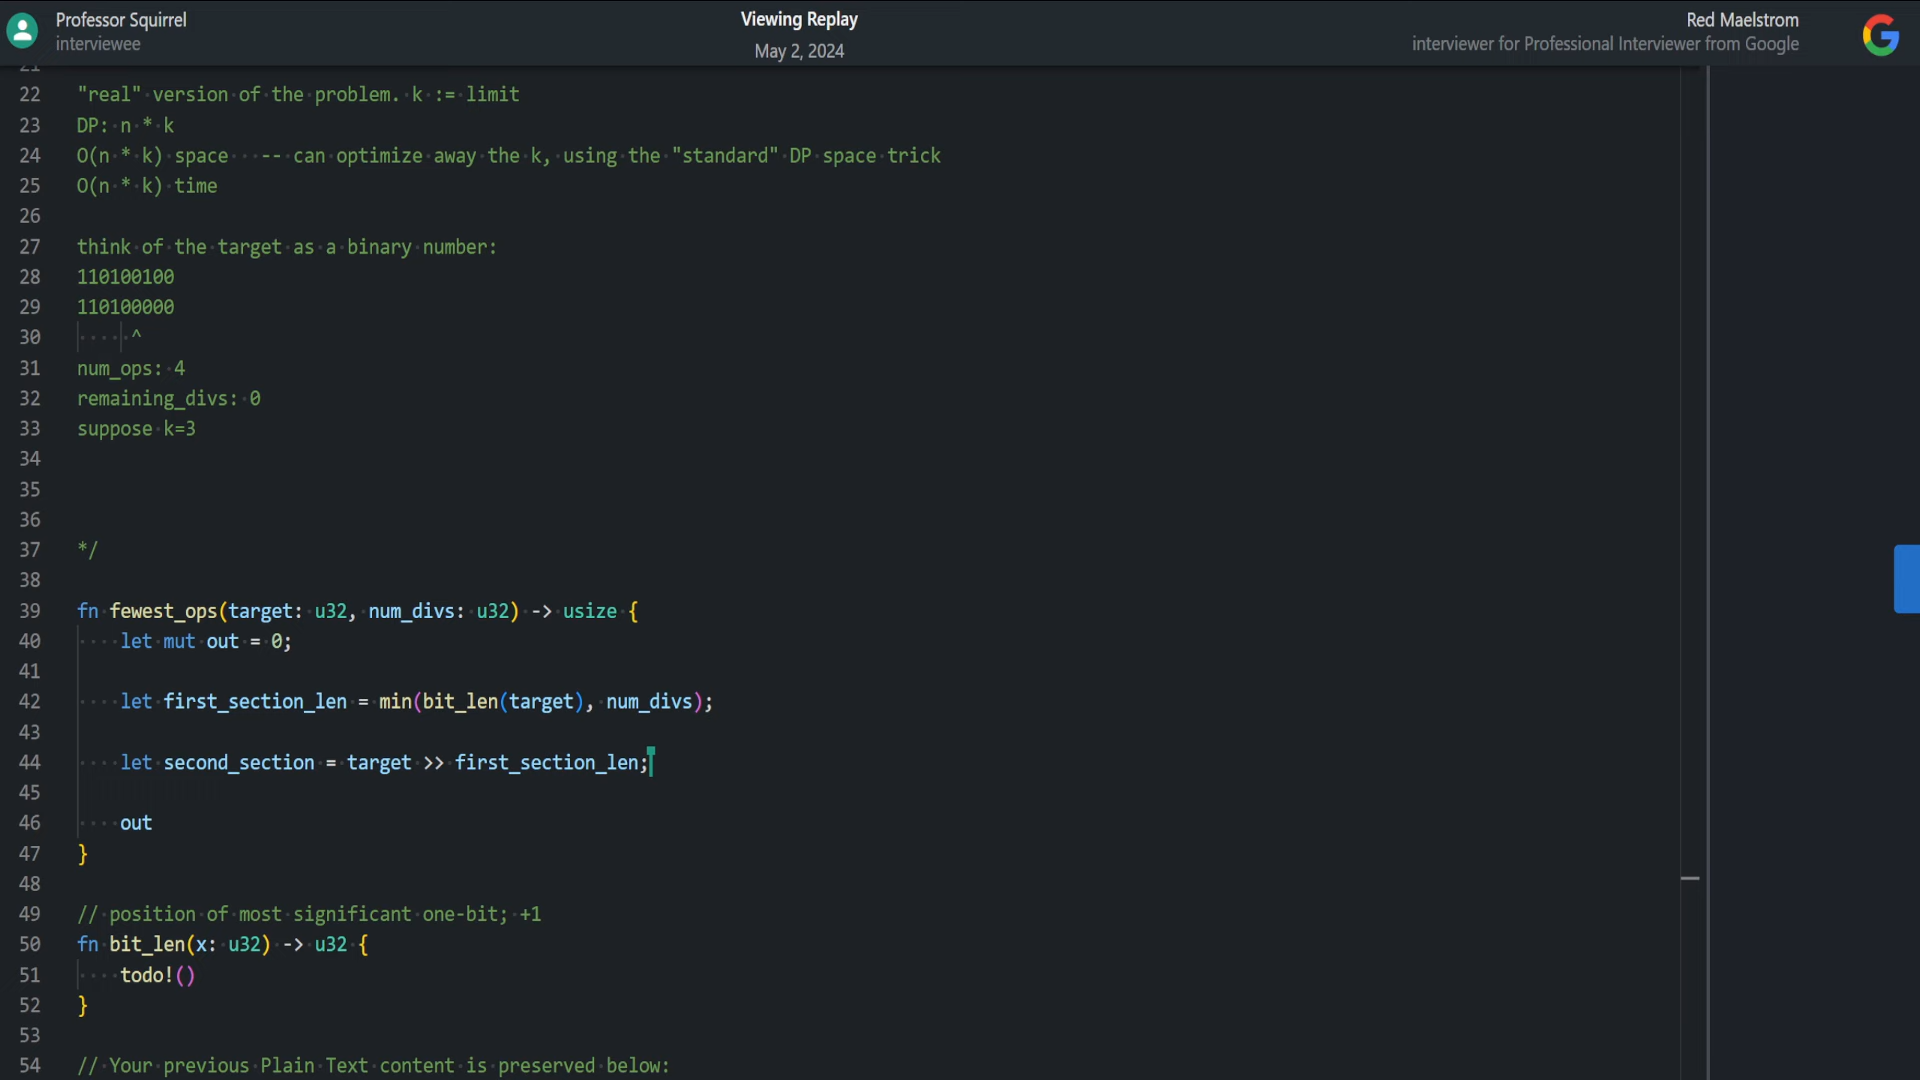 Professor Squirrel
interviewee
Viewing Replay
May 2, 2024
Red Maelstrom
interviewer for Professional Interviewer from Google
21
22 "real" version of the problem. k := limit
23 DP: n * k
24 O(n * k) space -- can optimize away the k, using the "standard" DP space trick
25 O(n * k) time
26
27 think of the target as a binary number:
28 110100100
29 110100000
30 ^
31 num_ops: 4
32 remaining_divs: 0
33 suppose k=3
34
35
36
37 */
38
39 fn fewest_ops(target: u32, num_divs: u32) -> usize {
40 let mut out = 0;
41
42 let first_section_len = min(bit_len(target), num_divs);
43
44 let second_section = target >> first_section_len;
45
46 out
47 }
48
49 // position of most significant one-bit; +1
50 fn bit_len(x: u32) -> u32 {
51 todo!()
52 }
53
54 // Your previous Plain Text content is preserved below: